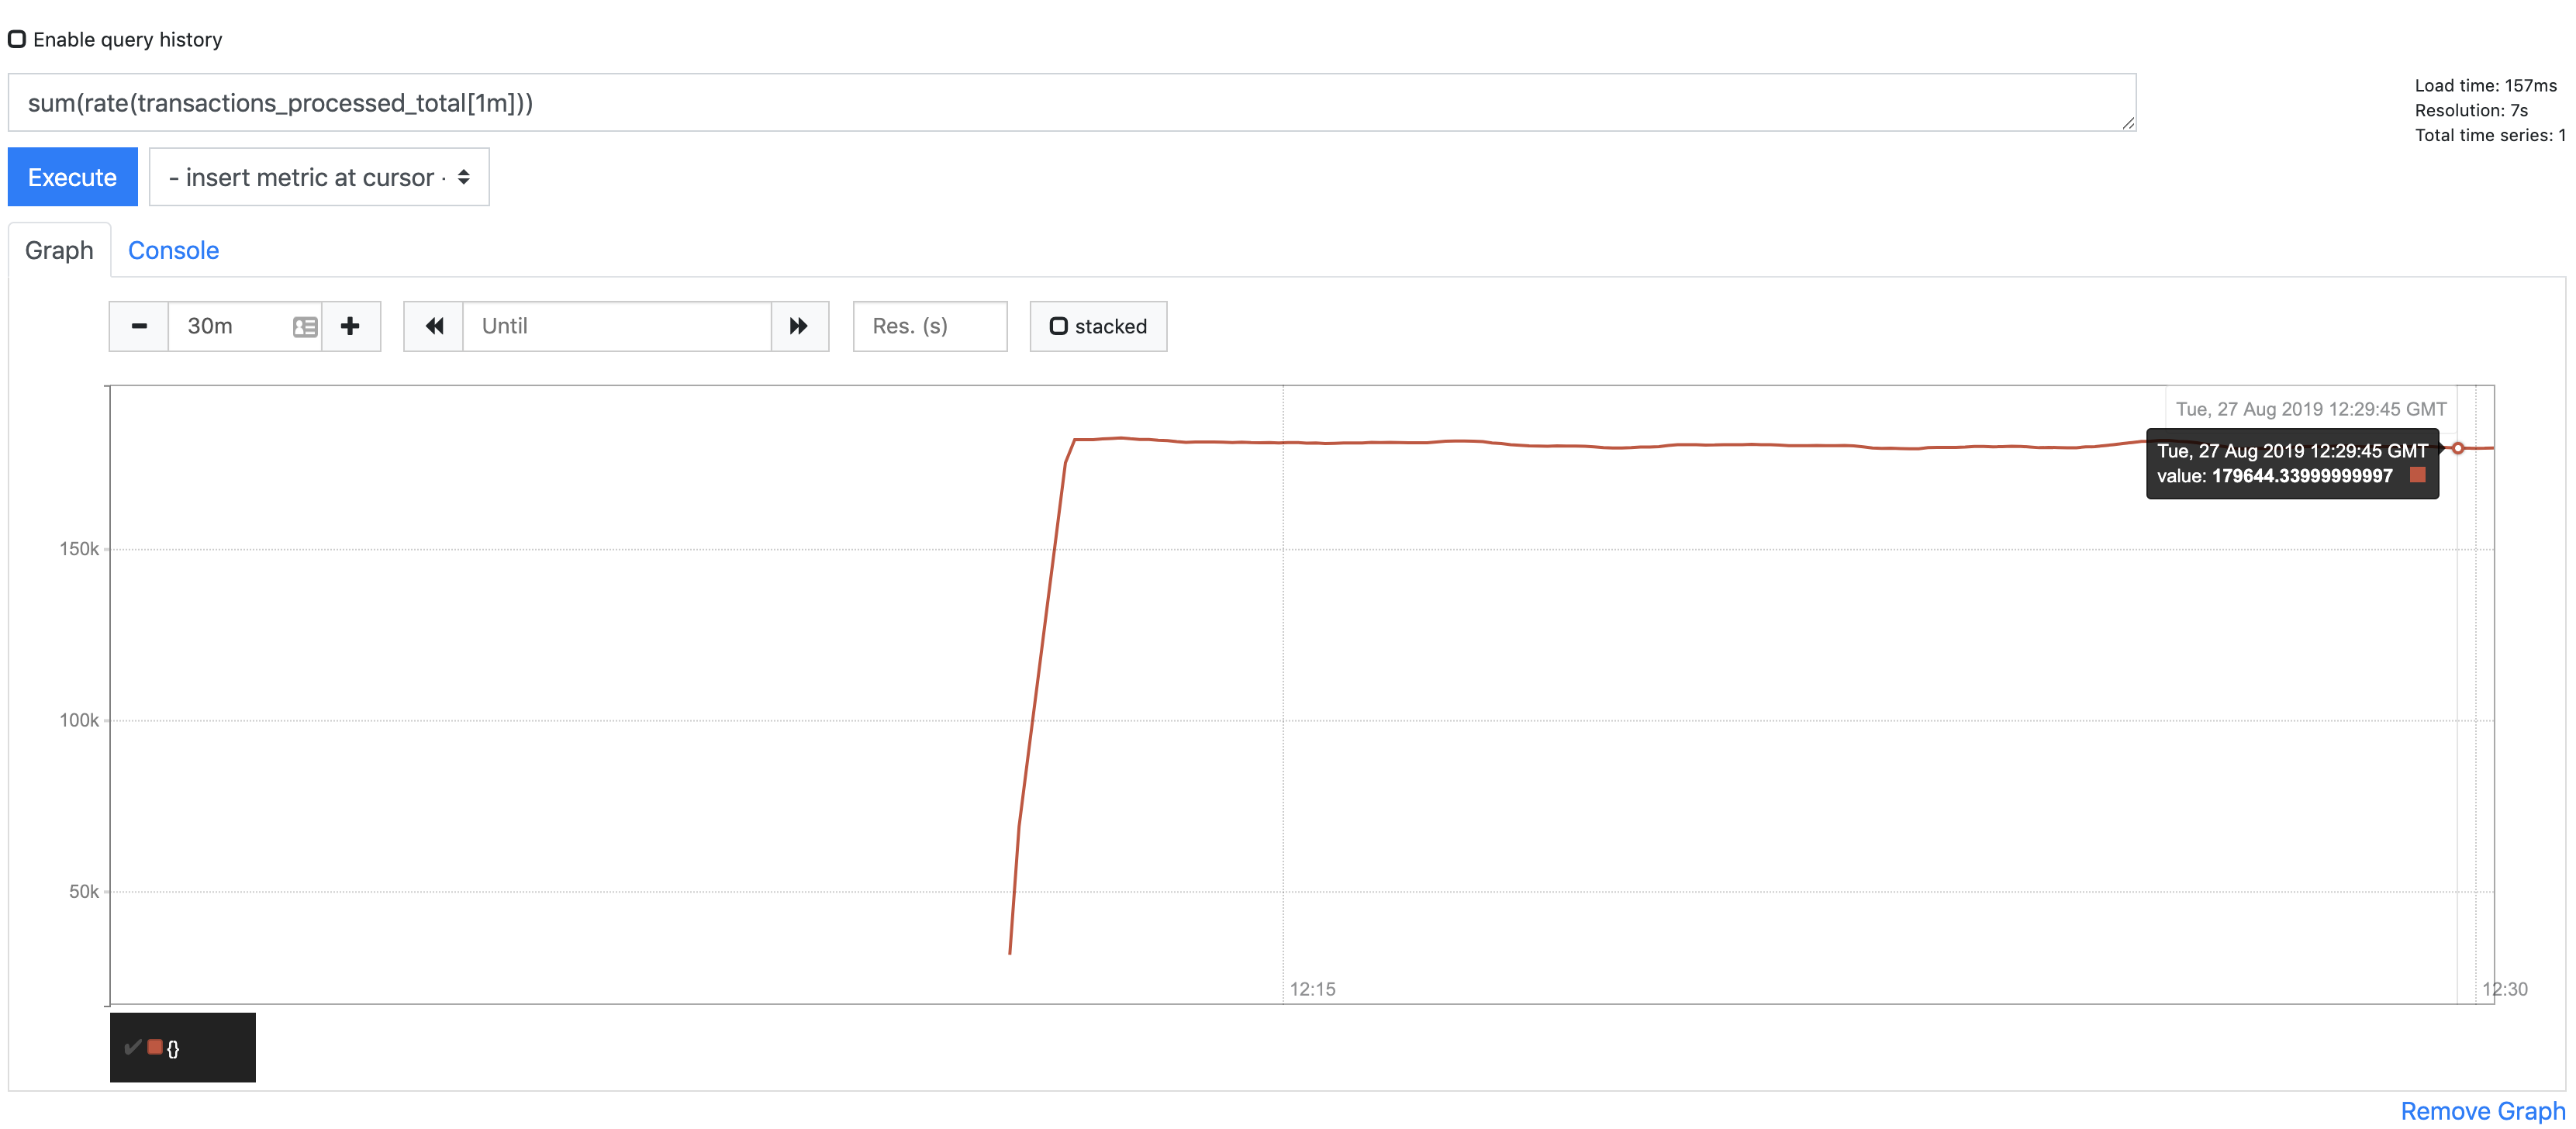 Enable query history
sum(rate(transactions_processed_total[1m]))
Load time: 157ms
Resolution: 7s
Total time series: 1
Execute
- insert metric at cursor -
Graph
Console
30m
Until
Res. (s)
stacked
Tue, 27 Aug 2019 12:29:45 GMT
Tue, 27 Aug 2019 12:29:45 GMT
value: 179644.33999999997
150k
100k
50k
12:15
12:30
{}
Remove Graph